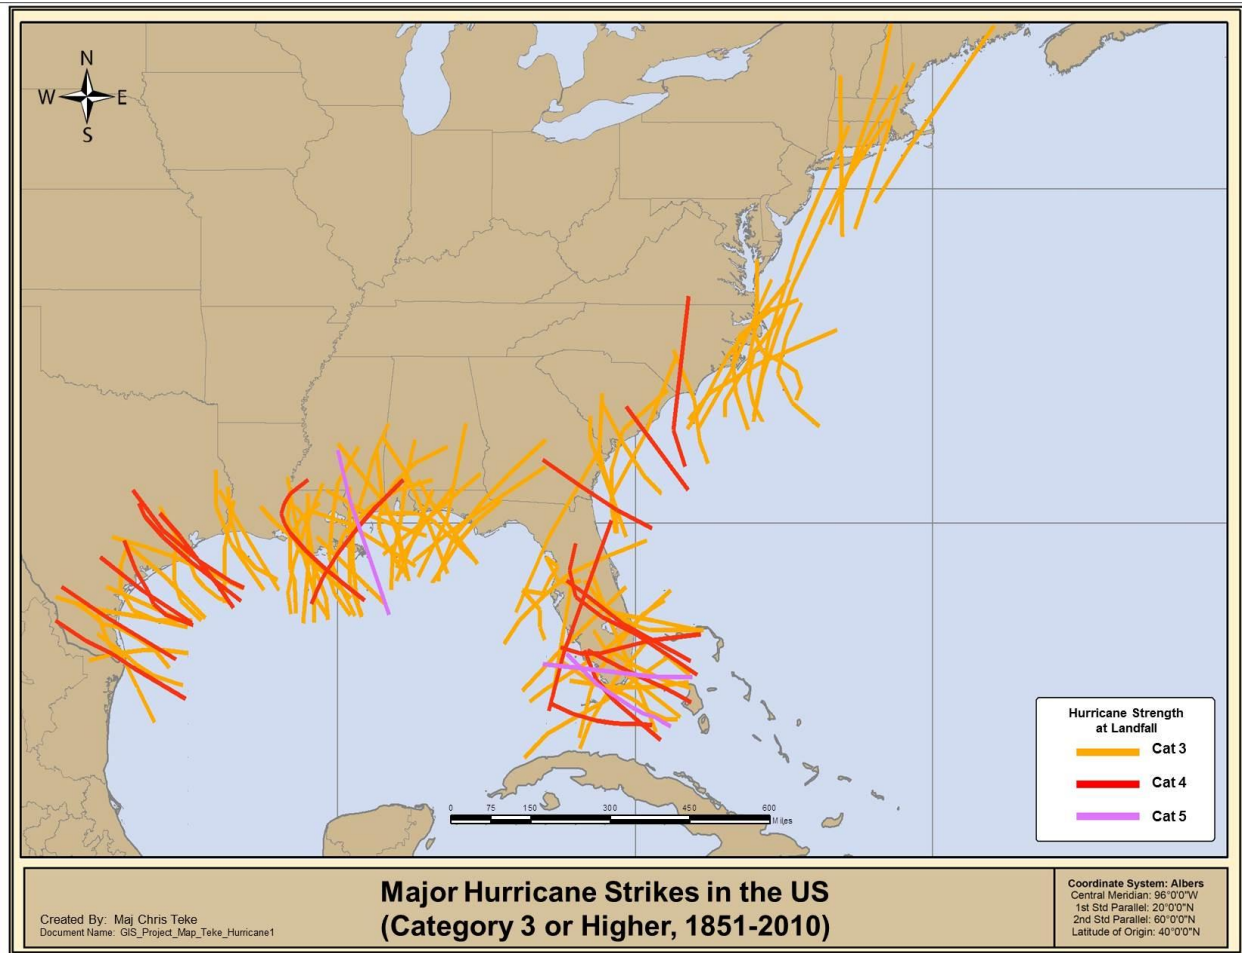 N
W E
S
Hurricane Strength
at Landfall
Cat 3
Cat 4
Cat 5
0 75 150 300 450 600
Miles
Major Hurricane Strikes in the US
(Category 3 or Higher, 1851-2010)
Created By: Maj Chris Teke
Document Name: GIS_Project_Map_Teke_Hurricane1
Coordinate System: Albers
Central Meridian: 96°0'0"W
1st Std Parallel: 20°0'0"N
2nd Std Parallel: 60°0'0"N
Latitude of Origin: 40°0'0"N